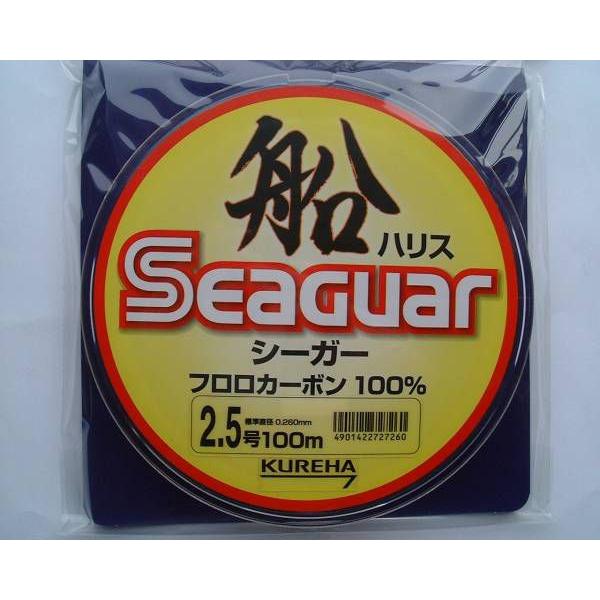 船
ハリス
Seaguar
シーガー
フロロカーボン 100%
標準直径 0.260mm
2.5号100m
4901422727260
KUREHA